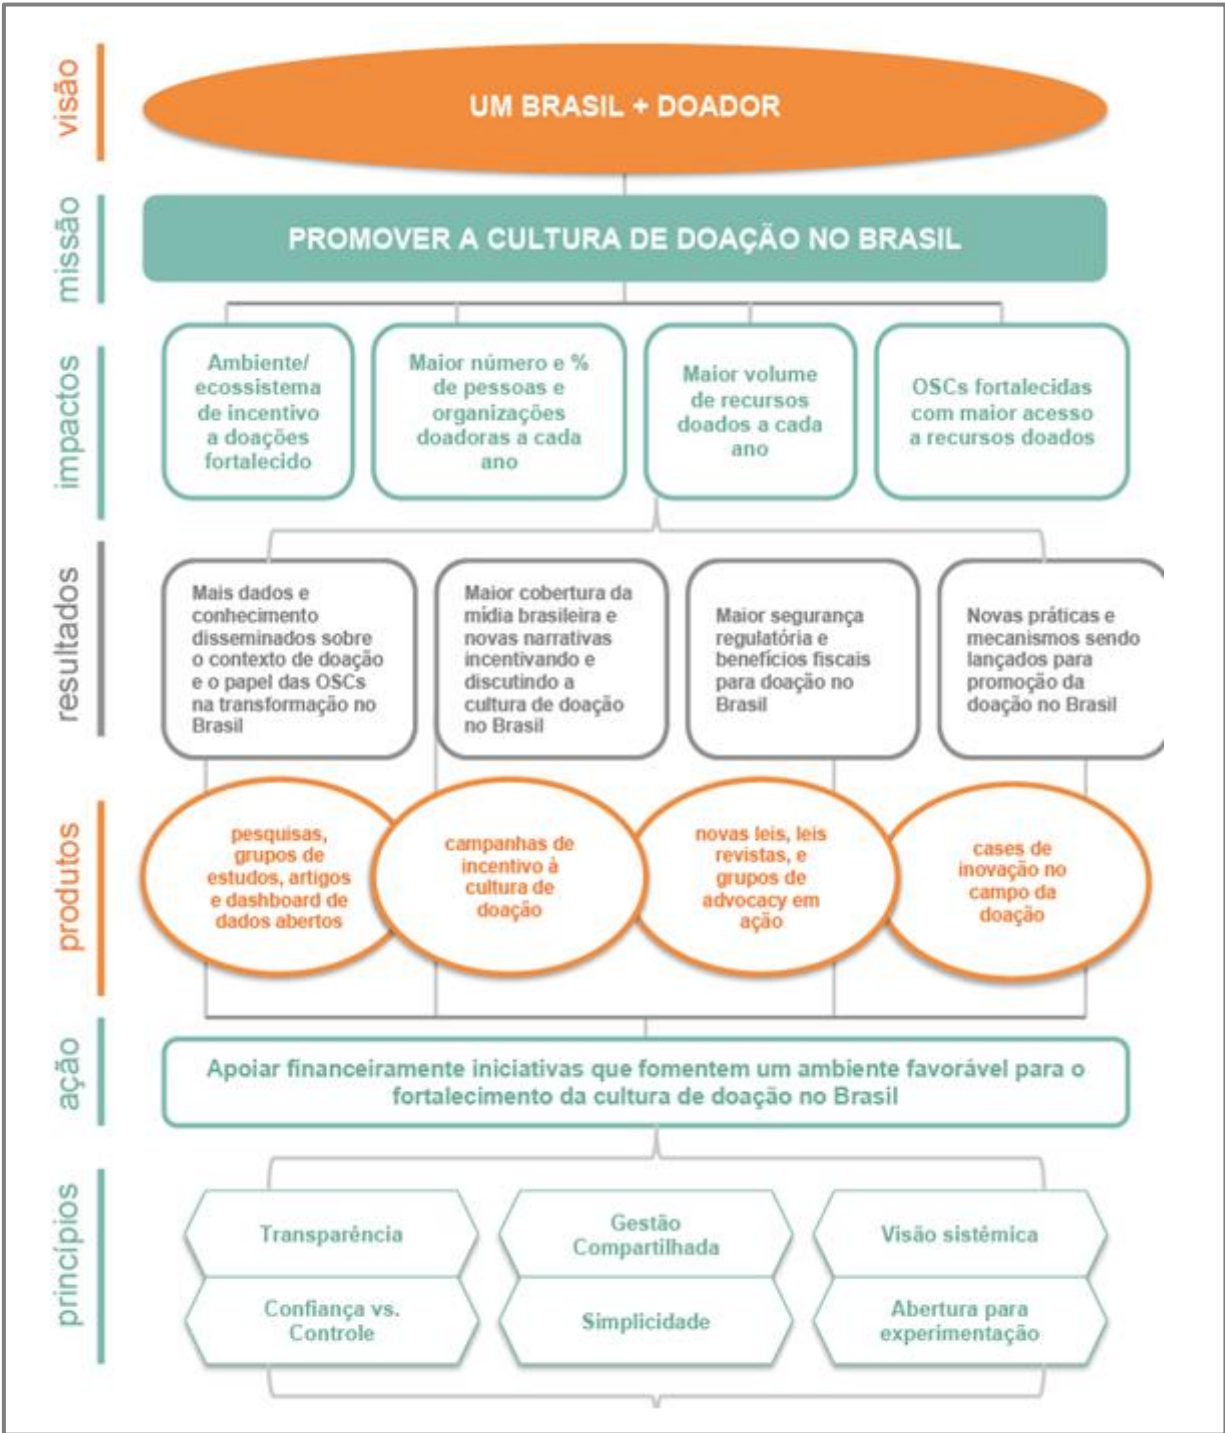 visão
UM BRASIL + DOADOR
missão
PROMOVER A CULTURA DE DOAÇÃO NO BRASIL
impactos
Ambiente/
ecossistema
de incentivo
a doações
fortalecido
Maior número e %
de pessoas e
organizações
doadoras a cada
ano
Maior volume
de recursos
doados a cada
ano
OSCs fortalecidas
com maior acesso
a recursos doados
resultados
Mais dados e
conhecimento
disseminados sobre
o contexto de doação
e o papel das OSCs
na transformação no
Brasil
Maior cobertura da
mídia brasileira e
novas narrativas
incentivando e
discutindo a
cultura de doação
no Brasil
Maior segurança
regulatória e
benefícios fiscais
para doação no
Brasil
Novas práticas e
mecanismos sendo
lançados para
promoção da
doação no Brasil
produtos
pesquisas,
grupos de
estudos, artigos
e dashboard de
dados abertos
campanhas de
incentivo à
cultura de
doação
novas leis, leis
revistas, e
grupos de
advocacy em
ação
cases de
inovação no
campo da
doação
ação
Apoiar financeiramente iniciativas que fomentem um ambiente favorável para o
fortalecimento da cultura de doação no Brasil
princípios
Transparência
Gestão
Compartilhada
Visão sistêmica
Confiança vs.
Controle
Simplicidade
Abertura para
experimentação